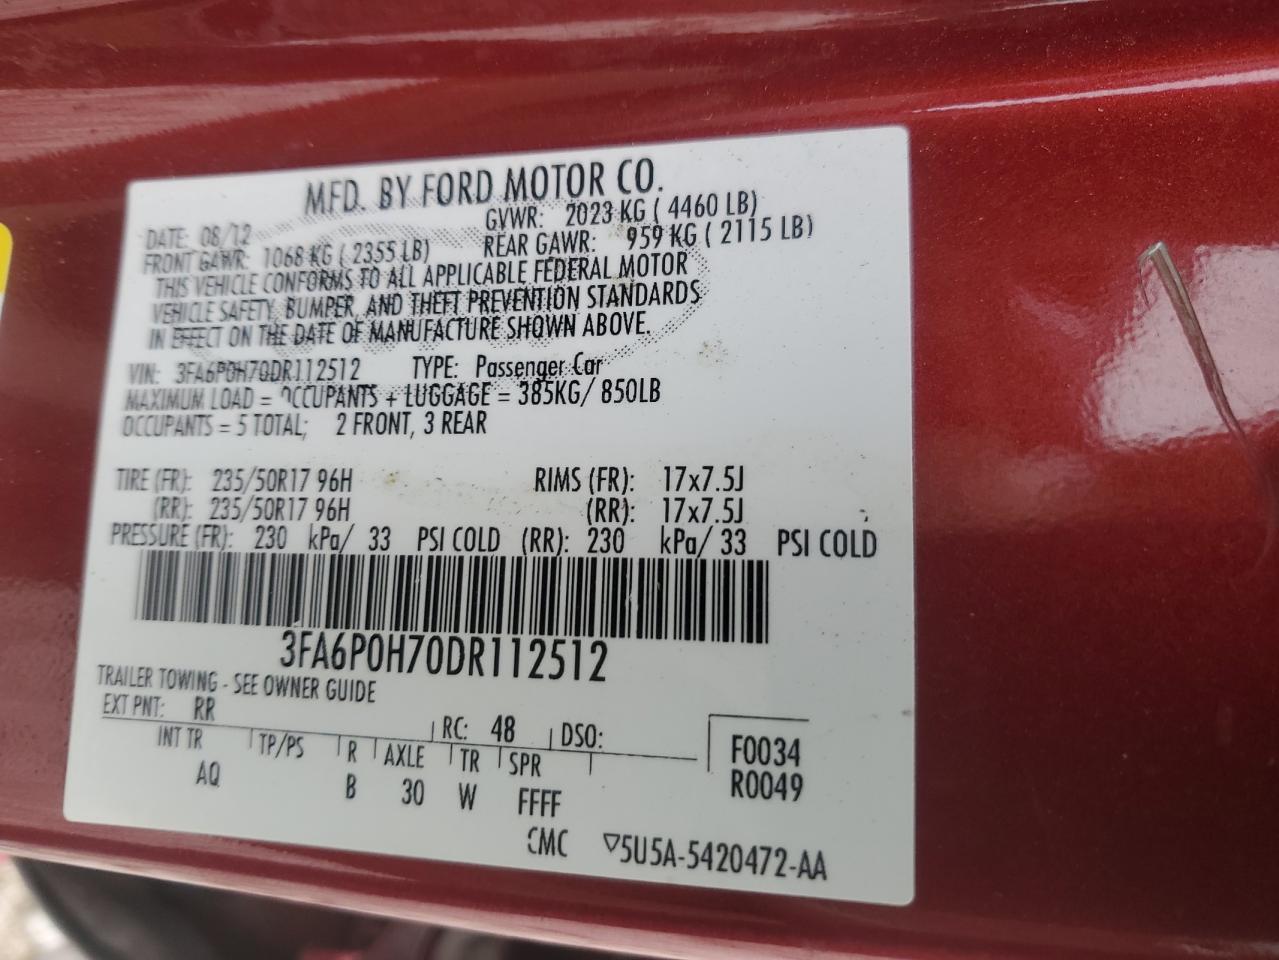 MFD. BY FORD MOTOR CO.
DATE: 08/12 GVWR: 2023 KG ( 4460 LB)
FRONT GAWR: 1068 KG ( 2355 LB) REAR GAWR: 959 KG ( 2115 LB)
THIS VEHICLE CONFORMS TO ALL APPLICABLE FEDERAL MOTOR
VEHICLE SAFETY, BUMPER, AND THEFT PREVENTION STANDARDS
IN EFFECT ON THE DATE OF MANUFACTURE SHOWN ABOVE.
VIN: 3FA6P0H70DR112512 TYPE: Passenger Car
MAXIMUM LOAD = OCCUPANTS + LUGGAGE = 385KG/ 850LB
OCCUPANTS = 5 TOTAL; 2 FRONT, 3 REAR
TIRE (FR): 235/50R17 96H RIMS (FR): 17x7.5J
(RR): 235/50R17 96H (RR): 17x7.5J
PRESSURE (FR): 230 kPa/ 33 PSI COLD (RR): 230 kPa/ 33 PSI COLD
3FA6P0H70DR112512
TRAILER TOWING - SEE OWNER GUIDE
EXT PNT: RR RC: 48 DSO:
INT TR TP/PS R AXLE TR SPR F0034
AQ B 30 W FFFF R0049
CMC ▽5U5A-5420472-AA